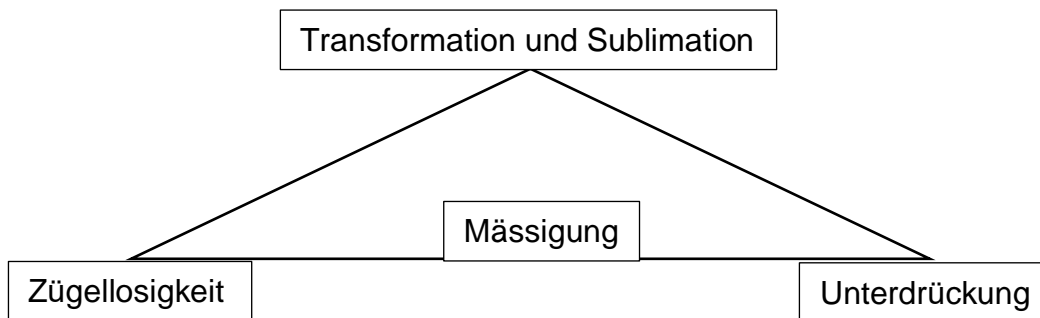 Transformation und Sublimation
Mässigung
Zügellosigkeit
Unterdrückung